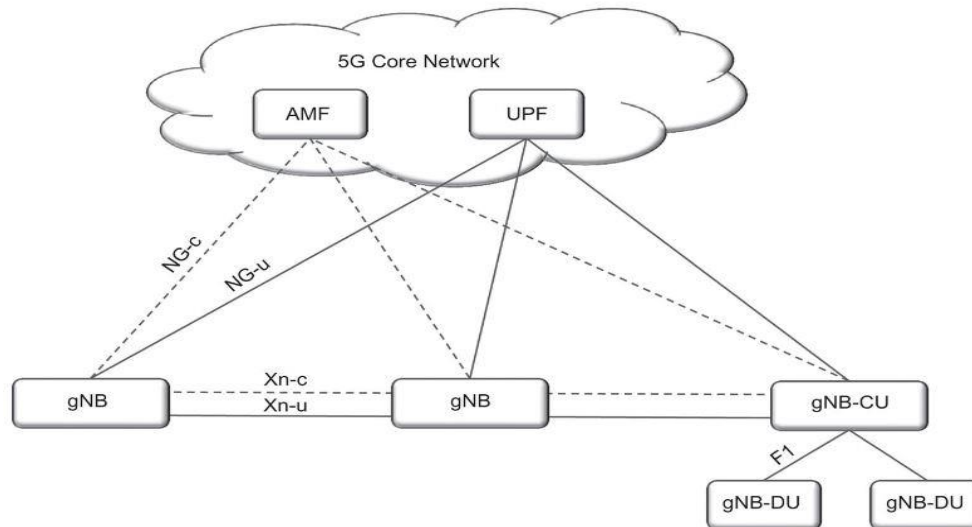 5G Core Network
AMF
UPF
NG-c
NG-u
Xn-c
gNB
gNB
gNB-CU
Xn-u
F1
gNB-DU
gNB-DU